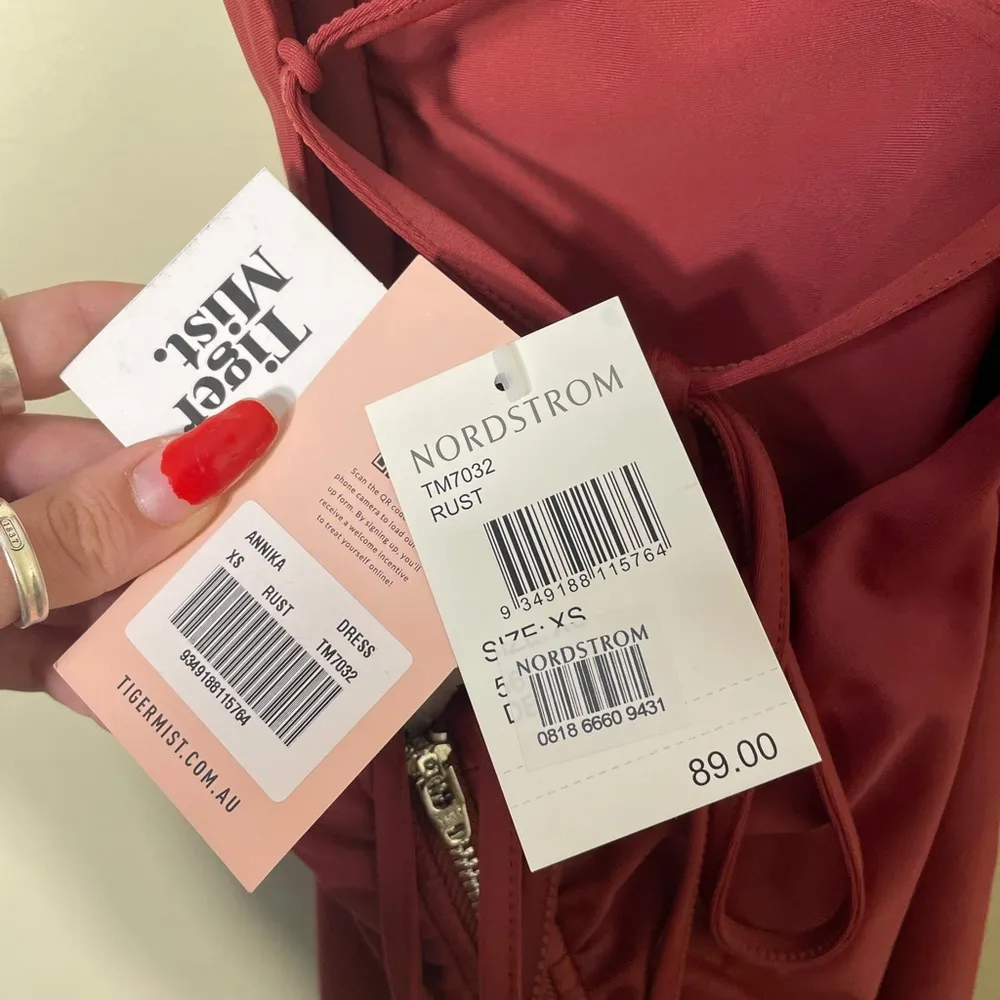 Tiger
Mist.
Scan the QR code
phone camera to load our
up form. By signing up, you'll
receive a welcome incentive
to treat yourself online!
ANNIKA DRESS
XS RUST TM7032
9349188115764
TIGERMIST.COM.AU
NORDSTROM
TM7032
RUST
9 349188 115764
SIZE: XS
NORDSTROM
0818 6660 9431
89.00
1837